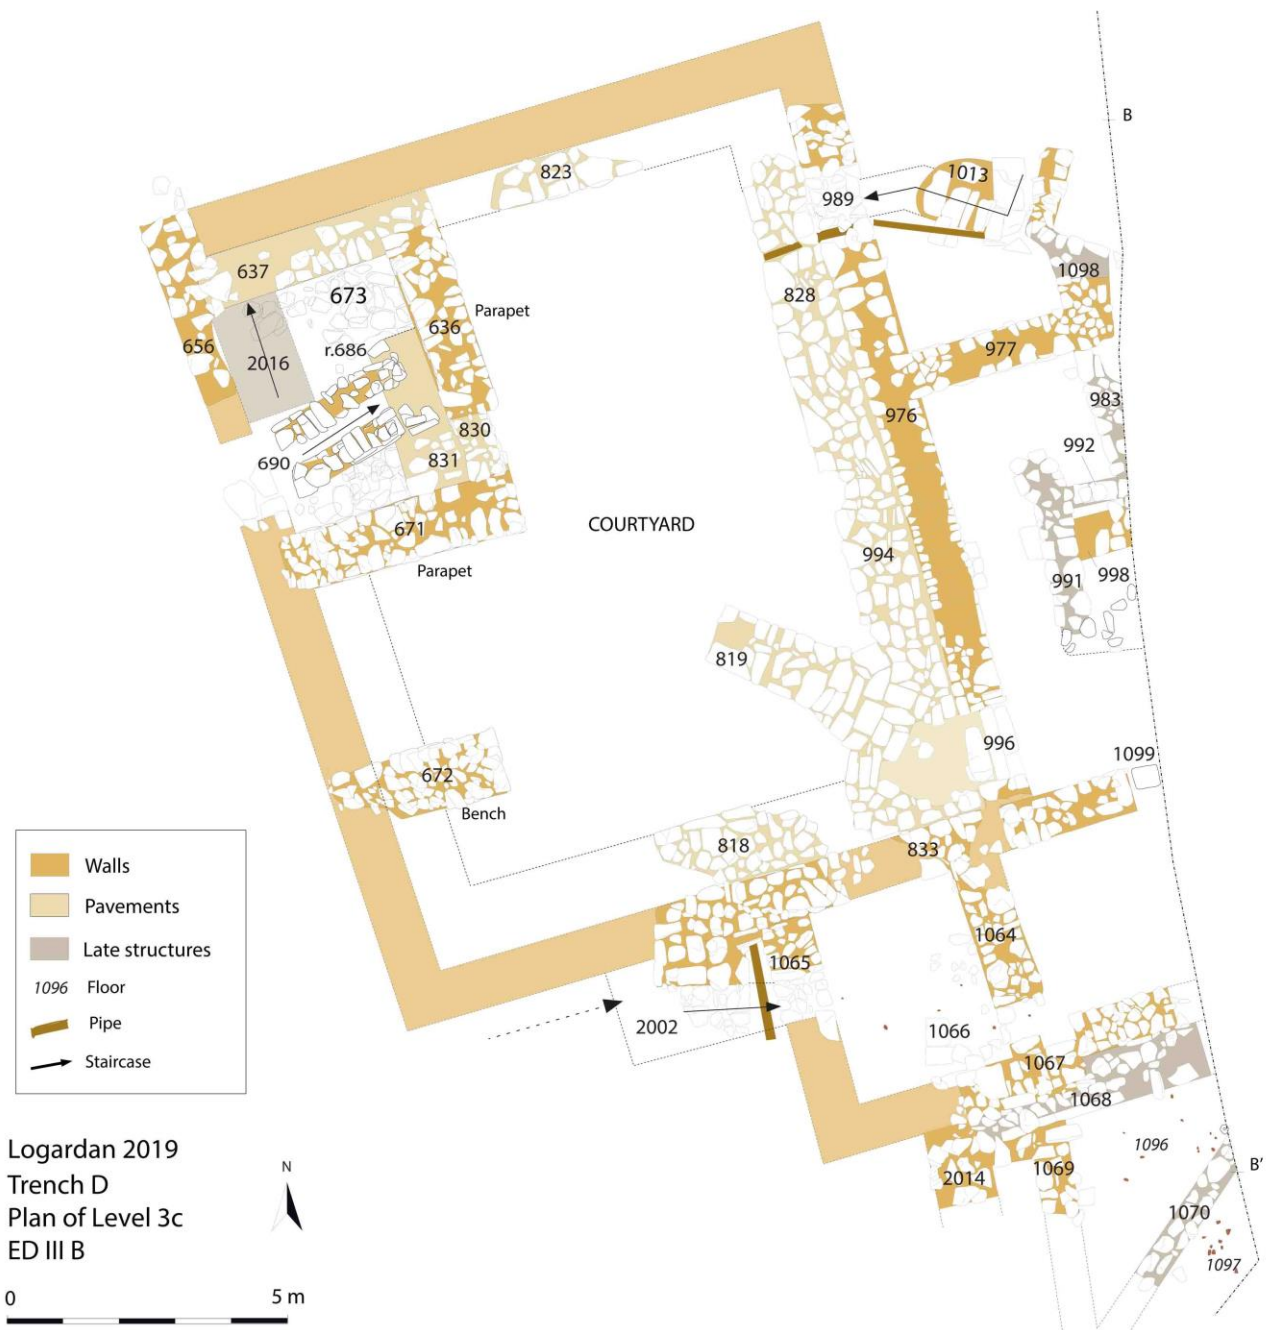 B
823
1013
989
637
673
1098
828
Parapet
636
656
r.686
977
2016
983
976
830
992
690
831
671
COURTYARD
994
Parapet
991
998
819
996
1099
672
Bench
818
833
Walls
Pavements
1064
Late structures
1065
1096
Floor
Pipe
2002
1066
Staircase
1067
1068
Logardan 2019
Trench D
Plan of Level 3c
ED III B
N
1096
B'
2014
1069
1070
1097
0
5 m